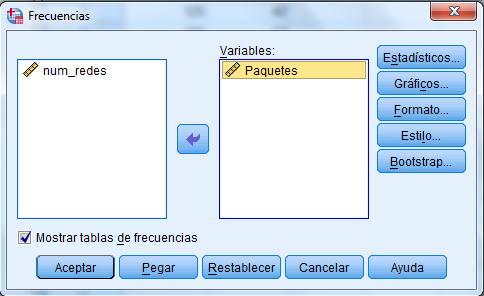 Frecuencias
Variables:
num_redes
Paquetes
Estadísticos...
Gráficos...
Formato...
Estilo...
Bootstrap...
Mostrar tablas de frecuencias
Aceptar
Pegar
Restablecer
Cancelar
Ayuda